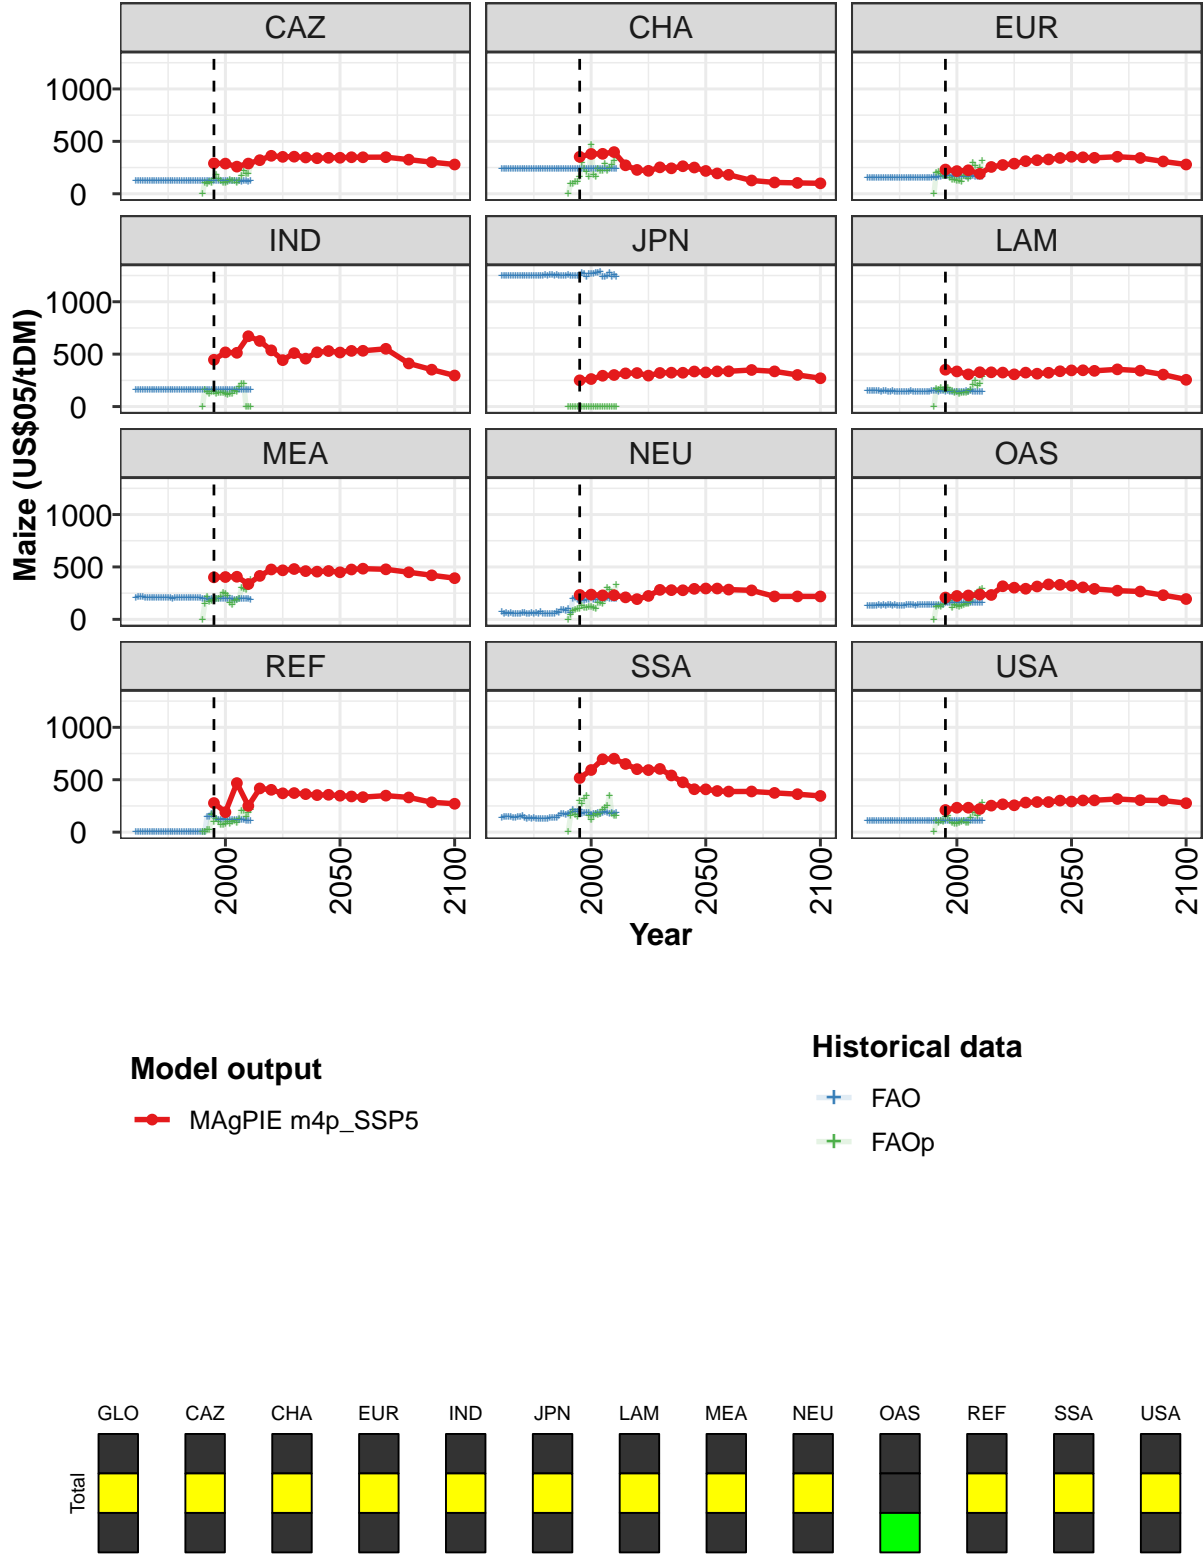 CAZ CHA EUR
1000
500
0
IND JPN LAM
1000
500
0
MEA NEU OAS
1000
500
0
REF SSA USA
1000
500
0
Maize (US$05/tDM)
2000 2050 2100 2000 2050 2100 2000 2050 2100
Year
Model output
MAgPIE m4p_SSP5
Historical data
FAO
FAOp
GLO CAZ CHA EUR IND JPN LAM MEA NEU OAS REF SSA USA
Total